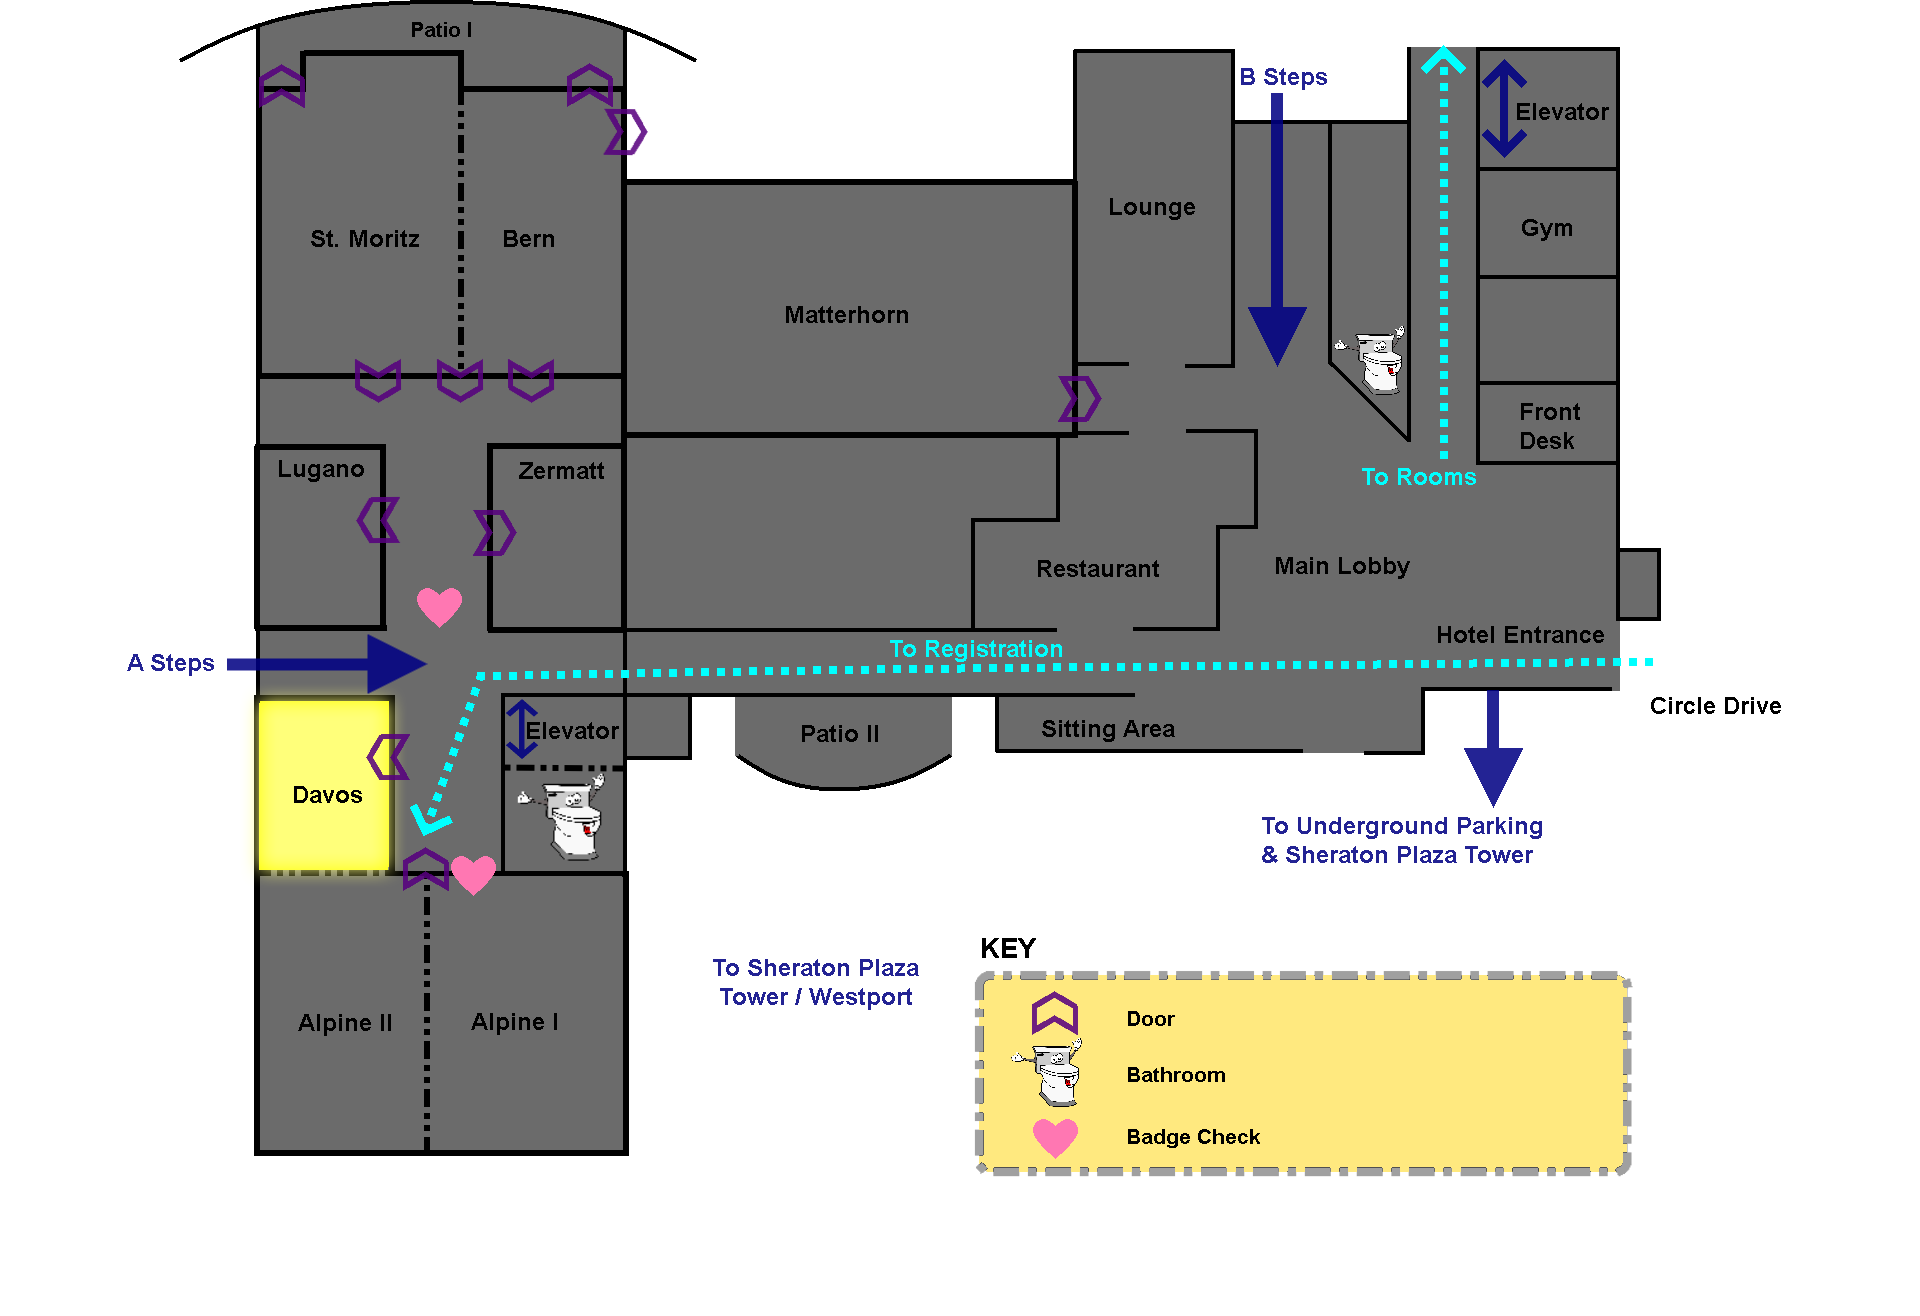 Patio I
B Steps
Elevator
Lounge
Gym
St. Moritz
Bern
Matterhorn
Front
Desk
Lugano
Zermatt
To Rooms
Restaurant
Main Lobby
Hotel Entrance
To Registration
A Steps
Circle Drive
Elevator
Patio II
Sitting Area
Davos
To Underground Parking
& Sheraton Plaza Tower
To Sheraton Plaza
Tower / Westport
Alpine II
Alpine I
KEY
Door
Bathroom
Badge Check